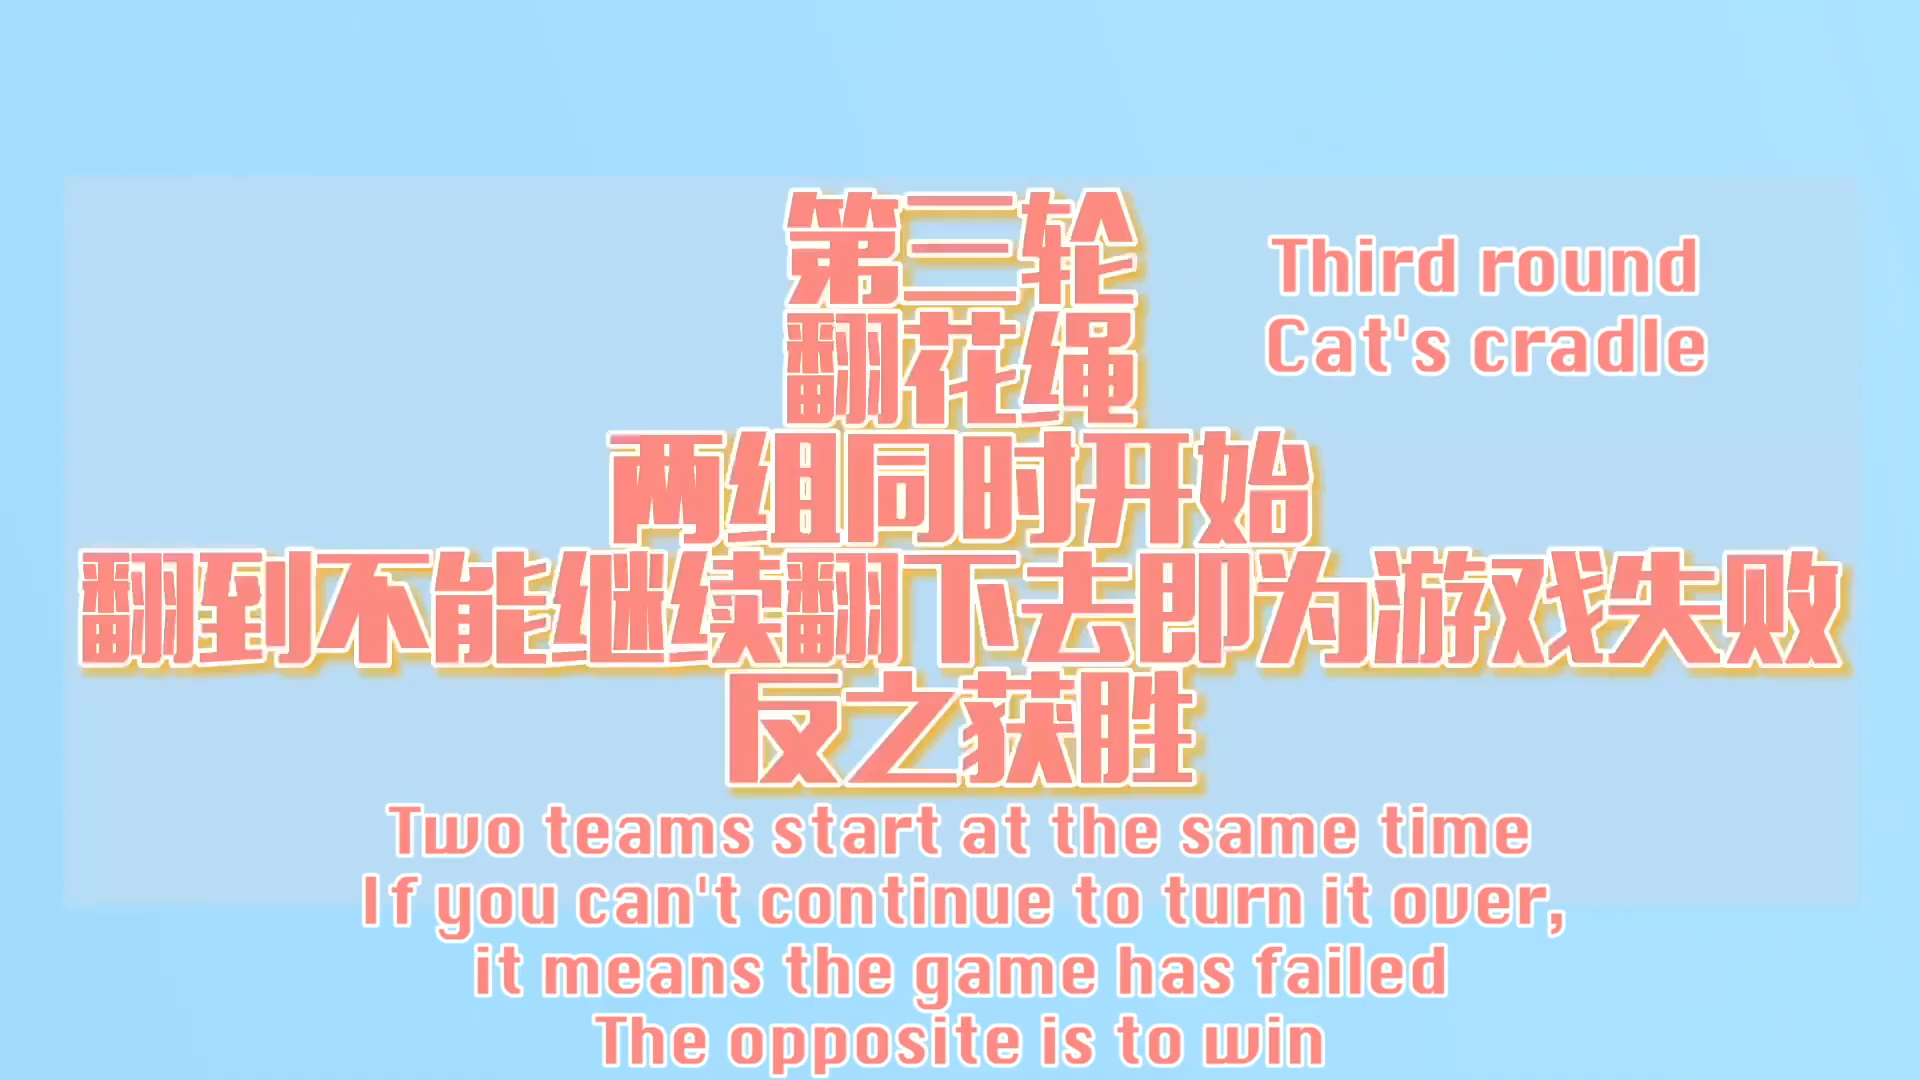 第三轮
翻花绳
Third round
Cat's cradle
两组同时开始
翻到不能继续翻下去即为游戏失败
反之获胜
Two teams start at the same time
If you can't continue to turn it over,
it means the game has failed
The opposite is to win